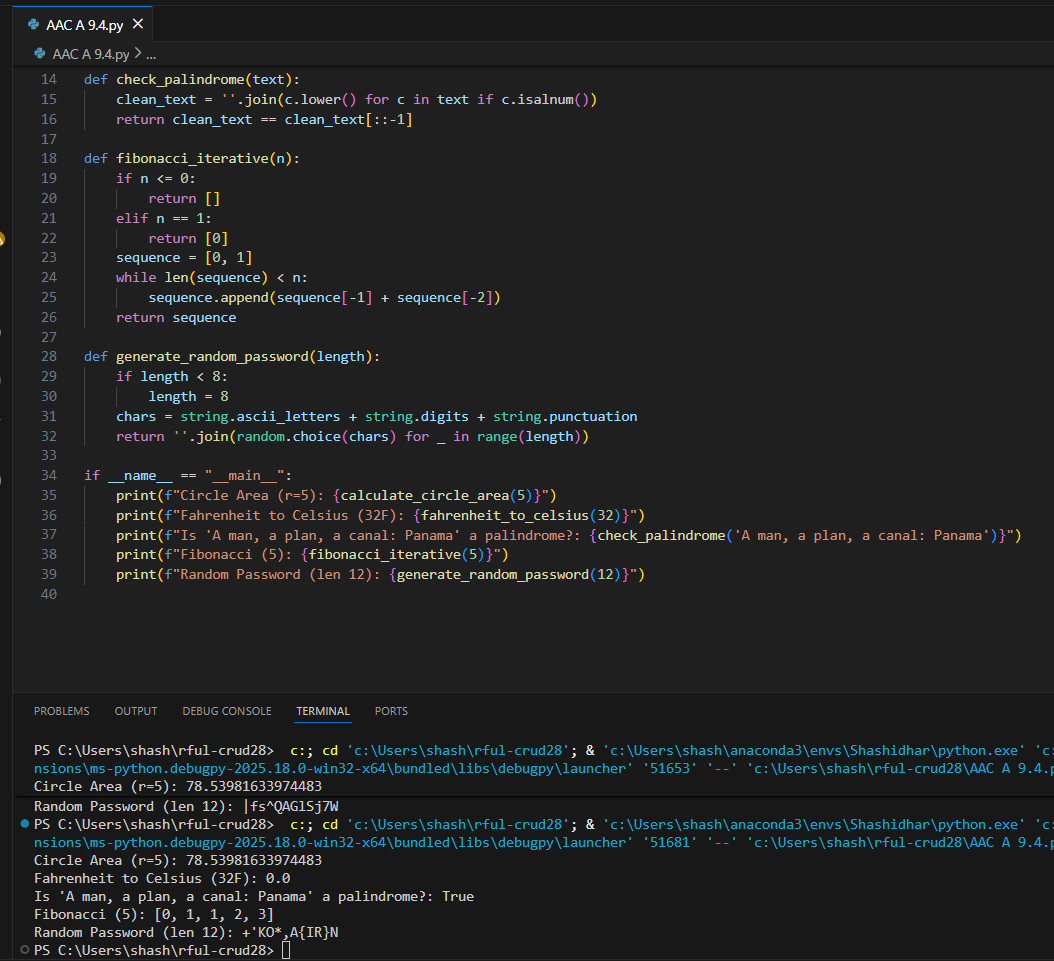 AAC A 9.4.py
AAC A 9.4.py > ...
14 def check_palindrome(text):
15 clean_text = ''.join(c.lower() for c in text if c.isalnum())
16 return clean_text == clean_text[::-1]
17
18 def fibonacci_iterative(n):
19 if n <= 0:
20 return []
21 elif n == 1:
22 return [0]
23 sequence = [0, 1]
24 while len(sequence) < n:
25 sequence.append(sequence[-1] + sequence[-2])
26 return sequence
27
28 def generate_random_password(length):
29 if length < 8:
30 length = 8
31 chars = string.ascii_letters + string.digits + string.punctuation
32 return ''.join(random.choice(chars) for _ in range(length))
33
34 if __name__ == "__main__":
35 print(f"Circle Area (r=5): {calculate_circle_area(5)}")
36 print(f"Fahrenheit to Celsius (32F): {fahrenheit_to_celsius(32)}")
37 print(f"Is 'A man, a plan, a canal: Panama' a palindrome?: {check_palindrome('A man, a plan, a canal: Panama')}")
38 print(f"Fibonacci (5): {fibonacci_iterative(5)}")
39 print(f"Random Password (len 12): {generate_random_password(12)}")
40
PROBLEMS OUTPUT DEBUG CONSOLE TERMINAL PORTS
PS C:\Users\shash\rful-crud28> c:; cd 'c:\Users\shash\rful-crud28'; & 'c:\Users\shash\anaconda3\envs\Shashidhar\python.exe' 'c:
nsions\ms-python.debugpy-2025.18.0-win32-x64\bundled\libs\debugpy\launcher' '51653' '--' 'c:\Users\shash\rful-crud28\AAC A 9.4.p
Circle Area (r=5): 78.53981633974483
Random Password (len 12): |fs^QAGlSj7W
PS C:\Users\shash\rful-crud28> c:; cd 'c:\Users\shash\rful-crud28'; & 'c:\Users\shash\anaconda3\envs\Shashidhar\python.exe' 'c:
nsions\ms-python.debugpy-2025.18.0-win32-x64\bundled\libs\debugpy\launcher' '51681' '--' 'c:\Users\shash\rful-crud28\AAC A 9.4.p
Circle Area (r=5): 78.53981633974483
Fahrenheit to Celsius (32F): 0.0
Is 'A man, a plan, a canal: Panama' a palindrome?: True
Fibonacci (5): [0, 1, 1, 2, 3]
Random Password (len 12): +'KO*,A{IR}N
PS C:\Users\shash\rful-crud28>